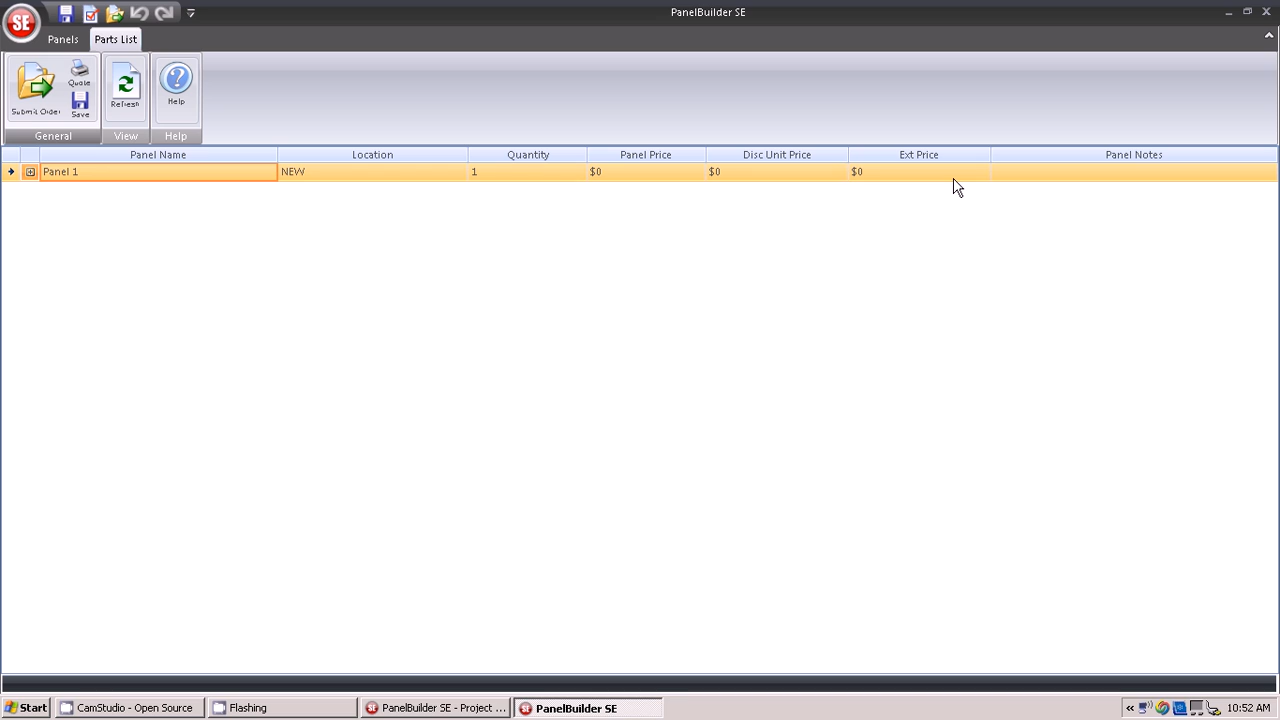 SE
PanelBuilder SE
Panels
Parts List
Submit Order
Quote
Save
Refresh
Help
General
View
Help
Panel Name Location Quantity Panel Price Disc Unit Price Ext Price Panel Notes
Panel 1 NEW 1 $0 $0 $0
Start
CamStudio - Open Source
Flashing
SE
PanelBuilder SE - Project ...
SE
PanelBuilder SE
«
10:52 AM